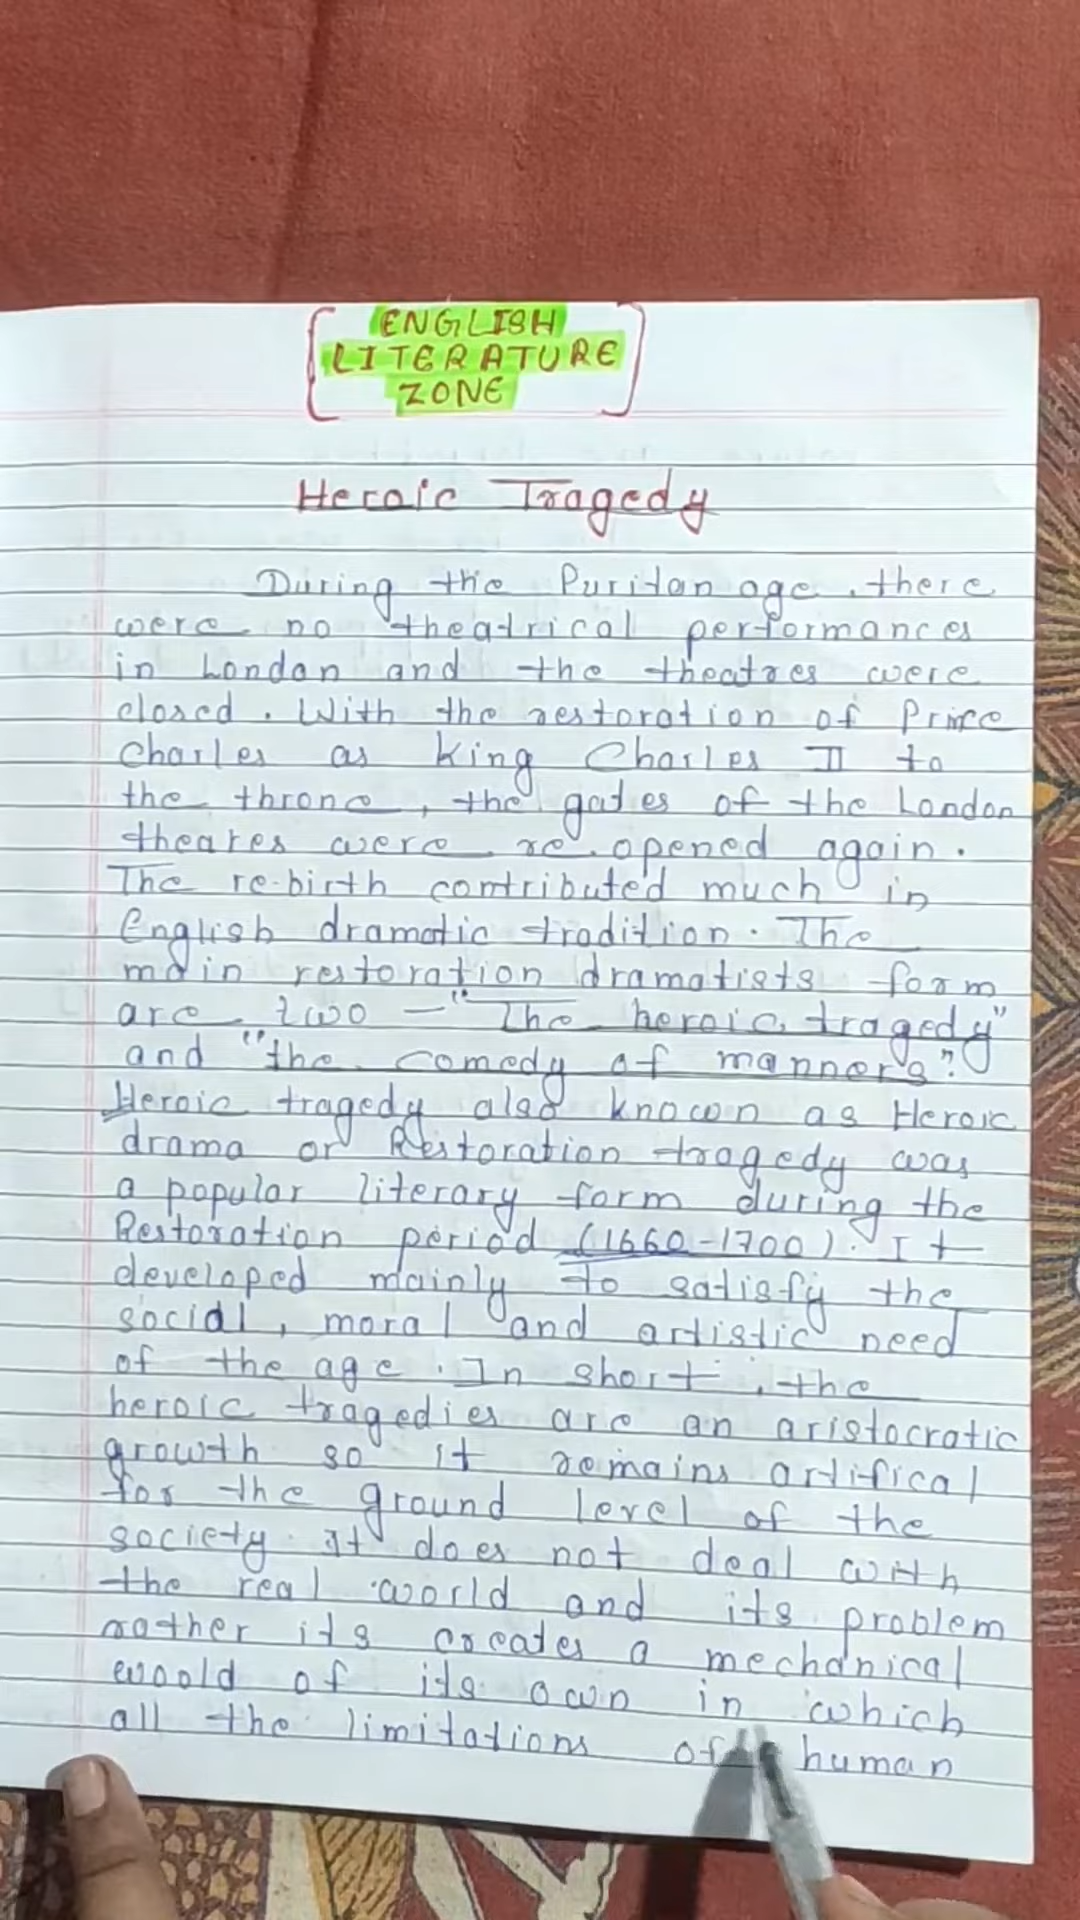 ENGLISH
LITERATURE
ZONE
Heroic Tragedy
During the Puritan age, there
were no theatrical performances
in London and the theatres were
closed. With the restoration of Prince
Charles as King Charles II to
the throne, the gates of the London
theares were re-opened again.
The re-birth contributed much in
English dramatic tradition. The
main restoration dramatists form
are two - "The heroic tragedy"
and "the comedy of manners".
Heroic tragedy also known as Heroic
drama or Restoration tragedy was
a popular literary form during the
Restoration period (1660-1700). It
developed mainly to satisfy the
social, moral and artistic need
of the age. In short, the
heroic tragedies are an aristocratic
growth so it remains artifical
for the ground level of the
society. It does not deal with
the real world and its problem
rather its creates a mechanical
woold of its own in which
all the limitations of human